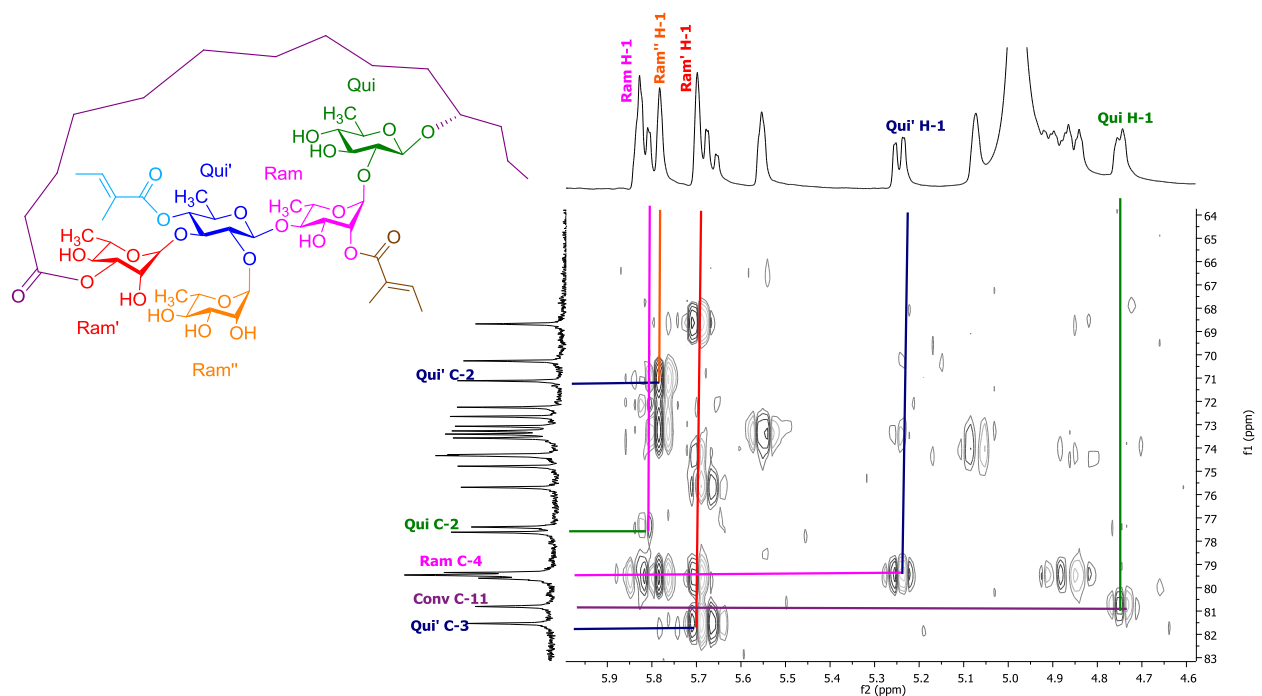 Ram H-1
Ram'' H-1
Ram' H-1
Qui' H-1
Qui H-1
Qui
H3C
HO
HO
O
O
O
Qui'
Ram
O
O
H3C
O
H3C
O
O
O
HO
O
O
O
H3C
HO
O
O
O
HO
H3C
HO
O
HO
OH
Ram'
Ram''
Qui' C-2
Qui C-2
Ram C-4
Conv C-11
Qui' C-3
64
65
66
67
68
69
70
71
72
73
74
75
76
77
78
79
80
81
82
83
f1 (ppm)
5.9
5.8
5.7
5.6
5.5
5.4
5.3
5.2
5.1
5.0
4.9
4.8
4.7
4.6
f2 (ppm)